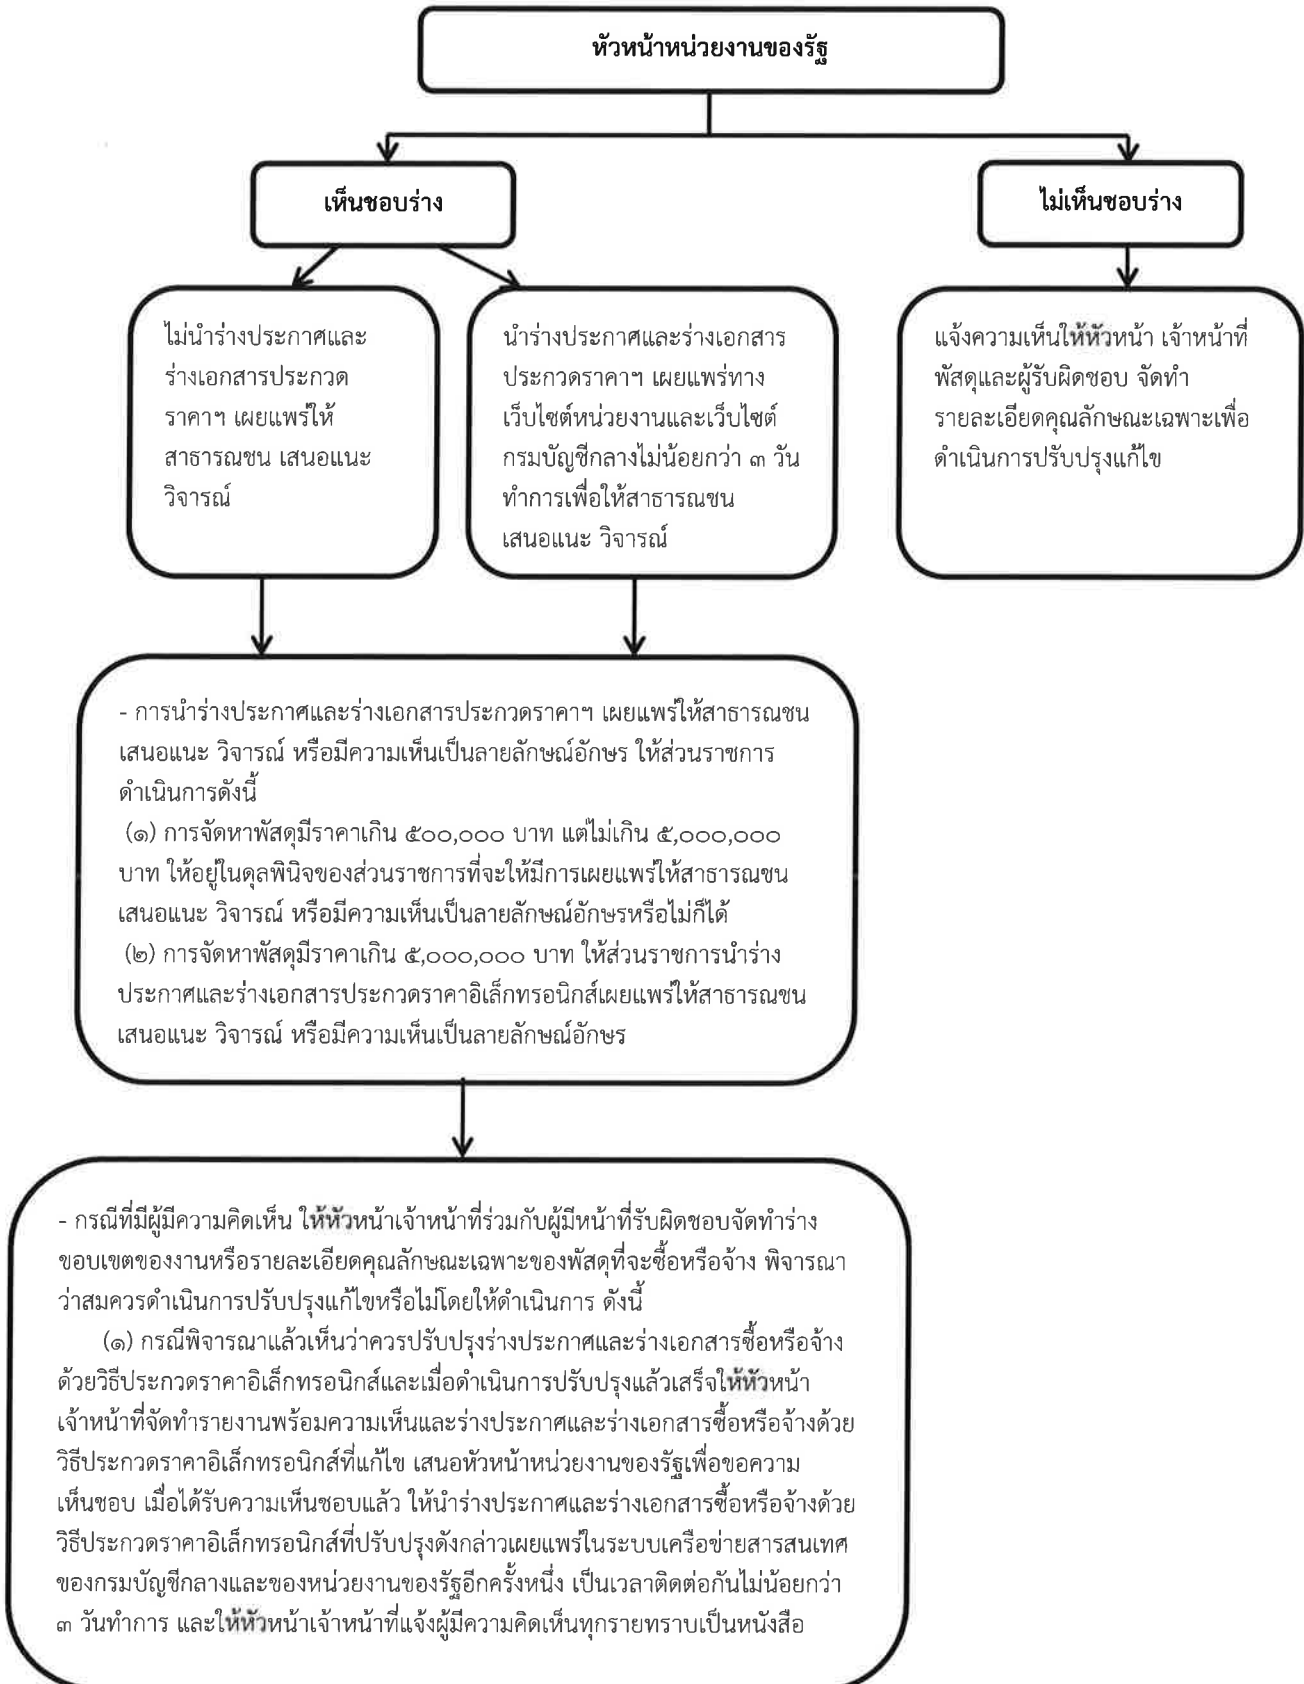 หัวหน้าหน่วยงานของรัฐ
เห็นชอบร่าง
ไม่เห็นชอบร่าง
ไม่นำร่างประกาศและ
ร่างเอกสารประกวด
ราคาฯ เผยแพร่ให้
สาธารณชน เสนอแนะ
วิจารณ์
นำร่างประกาศและร่างเอกสาร
ประกวดราคาฯ เผยแพร่ทาง
เว็บไซต์หน่วยงานและเว็บไซต์
กรมบัญชีกลางไม่น้อยกว่า ๓ วัน
ทำการเพื่อให้สาธารณชน
เสนอแนะ วิจารณ์
แจ้งความเห็นให้หัวหน้า เจ้าหน้าที่
พัสดุและผู้รับผิดชอบ จัดทำ
รายละเอียดคุณลักษณะเฉพาะเพื่อ
ดำเนินการปรับปรุงแก้ไข
- การนำร่างประกาศและร่างเอกสารประกวดราคาฯ เผยแพร่ให้สาธารณชน
เสนอแนะ วิจารณ์ หรือมีความเห็นเป็นลายลักษณ์อักษร ให้ส่วนราชการ
ดำเนินการดังนี้
(๑) การจัดหาพัสดุมีราคาเกิน ๕๐๐,๐๐๐ บาท แต่ไม่เกิน ๕,๐๐๐,๐๐๐
บาท ให้อยู่ในดุลพินิจของส่วนราชการที่จะให้มีการเผยแพร่ให้สาธารณชน
เสนอแนะ วิจารณ์ หรือมีความเห็นเป็นลายลักษณ์อักษรหรือไม่ก็ได้
(๒) การจัดหาพัสดุมีราคาเกิน ๕,๐๐๐,๐๐๐ บาท ให้ส่วนราชการนำร่าง
ประกาศและร่างเอกสารประกวดราคาอิเล็กทรอนิกส์เผยแพร่ให้สาธารณชน
เสนอแนะ วิจารณ์ หรือมีความเห็นเป็นลายลักษณ์อักษร
- กรณีที่มีผู้มีความคิดเห็น ให้หัวหน้าเจ้าหน้าที่ร่วมกับผู้มีหน้าที่รับผิดชอบจัดทำร่าง
ขอบเขตของงานหรือรายละเอียดคุณลักษณะเฉพาะของพัสดุที่จะซื้อหรือจ้าง พิจารณา
ว่าสมควรดำเนินการปรับปรุงแก้ไขหรือไม่โดยให้ดำเนินการ ดังนี้
(๑) กรณีพิจารณาแล้วเห็นว่าควรปรับปรุงร่างประกาศและร่างเอกสารซื้อหรือจ้าง
ด้วยวิธีประกวดราคาอิเล็กทรอนิกส์และเมื่อดำเนินการปรับปรุงแล้วเสร็จให้หัวหน้า
เจ้าหน้าที่จัดทำรายงานพร้อมความเห็นและร่างประกาศและร่างเอกสารซื้อหรือจ้างด้วย
วิธีประกวดราคาอิเล็กทรอนิกส์ที่แก้ไข เสนอหัวหน้าหน่วยงานของรัฐเพื่อขอความ
เห็นชอบ เมื่อได้รับความเห็นชอบแล้ว ให้นำร่างประกาศและร่างเอกสารซื้อหรือจ้างด้วย
วิธีประกวดราคาอิเล็กทรอนิกส์ที่ปรับปรุงดังกล่าวเผยแพร่ในระบบเครือข่ายสารสนเทศ
ของกรมบัญชีกลางและของหน่วยงานของรัฐอีกครั้งหนึ่ง เป็นเวลาติดต่อกันไม่น้อยกว่า
๓ วันทำการ และให้หัวหน้าเจ้าหน้าที่แจ้งผู้มีความคิดเห็นทุกรายทราบเป็นหนังสือ